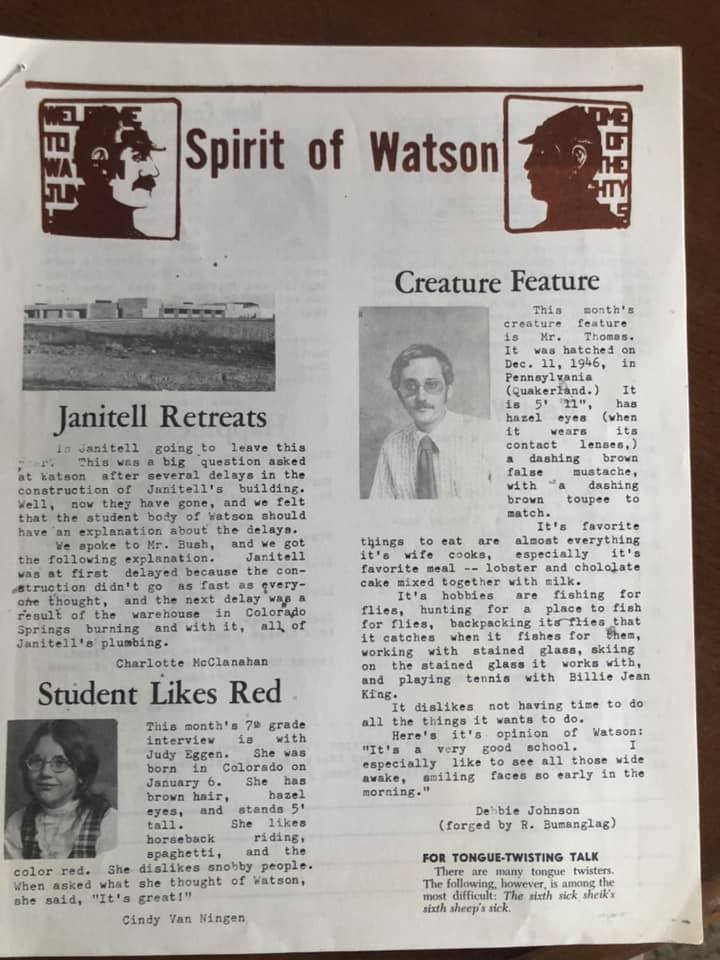 WELCOME
TO
WA
JUN
Spirit of Watson
HOME
OF
THE
HTY
S
Janitell Retreats
Is Janitell going to leave this
year. This was a big question asked
at Watson after several delays in the
construction of Janitell's building.
Well, now they have gone, and we felt
that the student body of Watson should
have an explanation about the delays.
We spoke to Mr. Bush, and we got
the following explanation. Janitell
was at first delayed because the con-
struction didn't go as fast as every-
one thought, and the next delay was a
result of the warehouse in Colorado
Springs burning and with it, all of
Janitell's plumbing.
Charlotte McClanahan
Student Likes Red
This month's 7th grade
interview is with
Judy Eggen. She was
born in Colorado on
January 6. She has
brown hair, hazel
eyes, and stands 5'
tall. She likes
horseback riding,
spaghetti, and the
color red. She dislikes snobby people.
When asked what she thought of Watson,
she said, "It's great!"
Cindy Van Ningen
Creature Feature
This month's
creature feature
is Mr. Thomas.
It was hatched on
Dec. 11, 1946, in
Pennsylvania
(Quakerland.) It
is 5' 11", has
hazel eyes (when
it wears its
contact lenses,)
a dashing brown
false mustache,
with a dashing
brown toupee to
match.
It's favorite
things to eat are almost everything
it's wife cooks, especially it's
favorite meal -- lobster and chololate
cake mixed together with milk.
It's hobbies are fishing for
flies, hunting for a place to fish
for flies, backpacking its flies that
it catches when it fishes for them,
working with stained glass, skiing
on the stained glass it works with,
and playing tennis with Billie Jean
King.
It dislikes not having time to do
all the things it wants to do.
Here's it's opinion of Watson:
"It's a very good school. I
especially like to see all those wide
awake, smiling faces so early in the
morning."
Debbie Johnson
(forged by R. Bumanglag)
FOR TONGUE-TWISTING TALK
There are many tongue twisters.
The following, however, is among the
most difficult: The sixth sick sheik's
sixth sheep's sick.